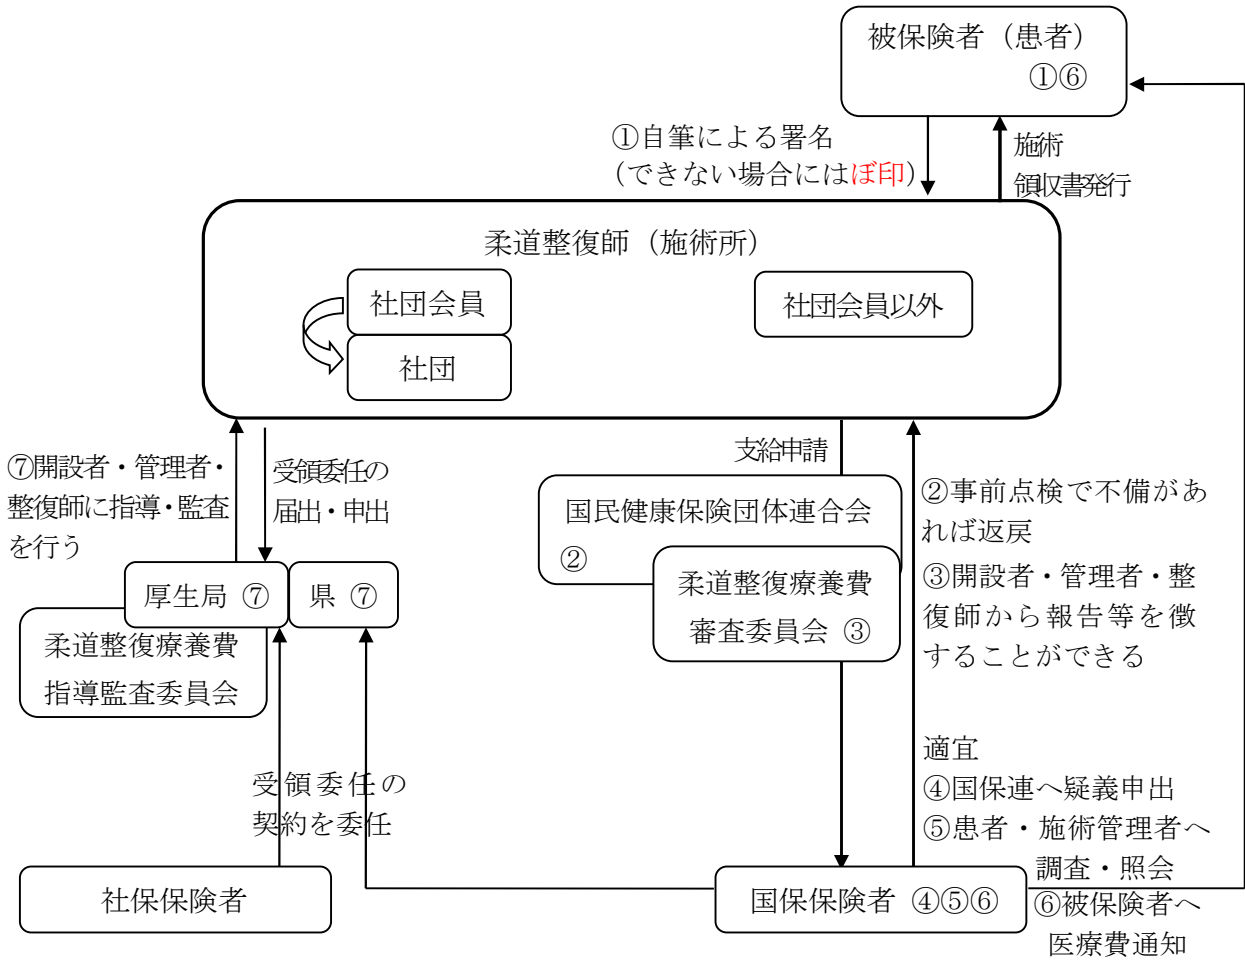 被保険者（患者）
①⑥
①自筆による署名
（できない場合にはぼ印）
施術
領収書発行
柔道整復師（施術所）
社団会員
社団
社団会員以外
⑦開設者・管理者・
整復師に指導・監査
を行う
受領委任の
届出・申出
支給申請
国民健康保険団体連合会
②
柔道整復療養費
審査委員会 ③
②事前点検で不備があ
れば返戻
③開設者・管理者・整
復師から報告等を徴
することができる
厚生局 ⑦
県 ⑦
柔道整復療養費
指導監査委員会
受領委任の
契約を委任
適宜
④国保連へ疑義申出
⑤患者・施術管理者へ
調査・照会
⑥被保険者へ
医療費通知
社保保険者
国保保険者 ④⑤⑥